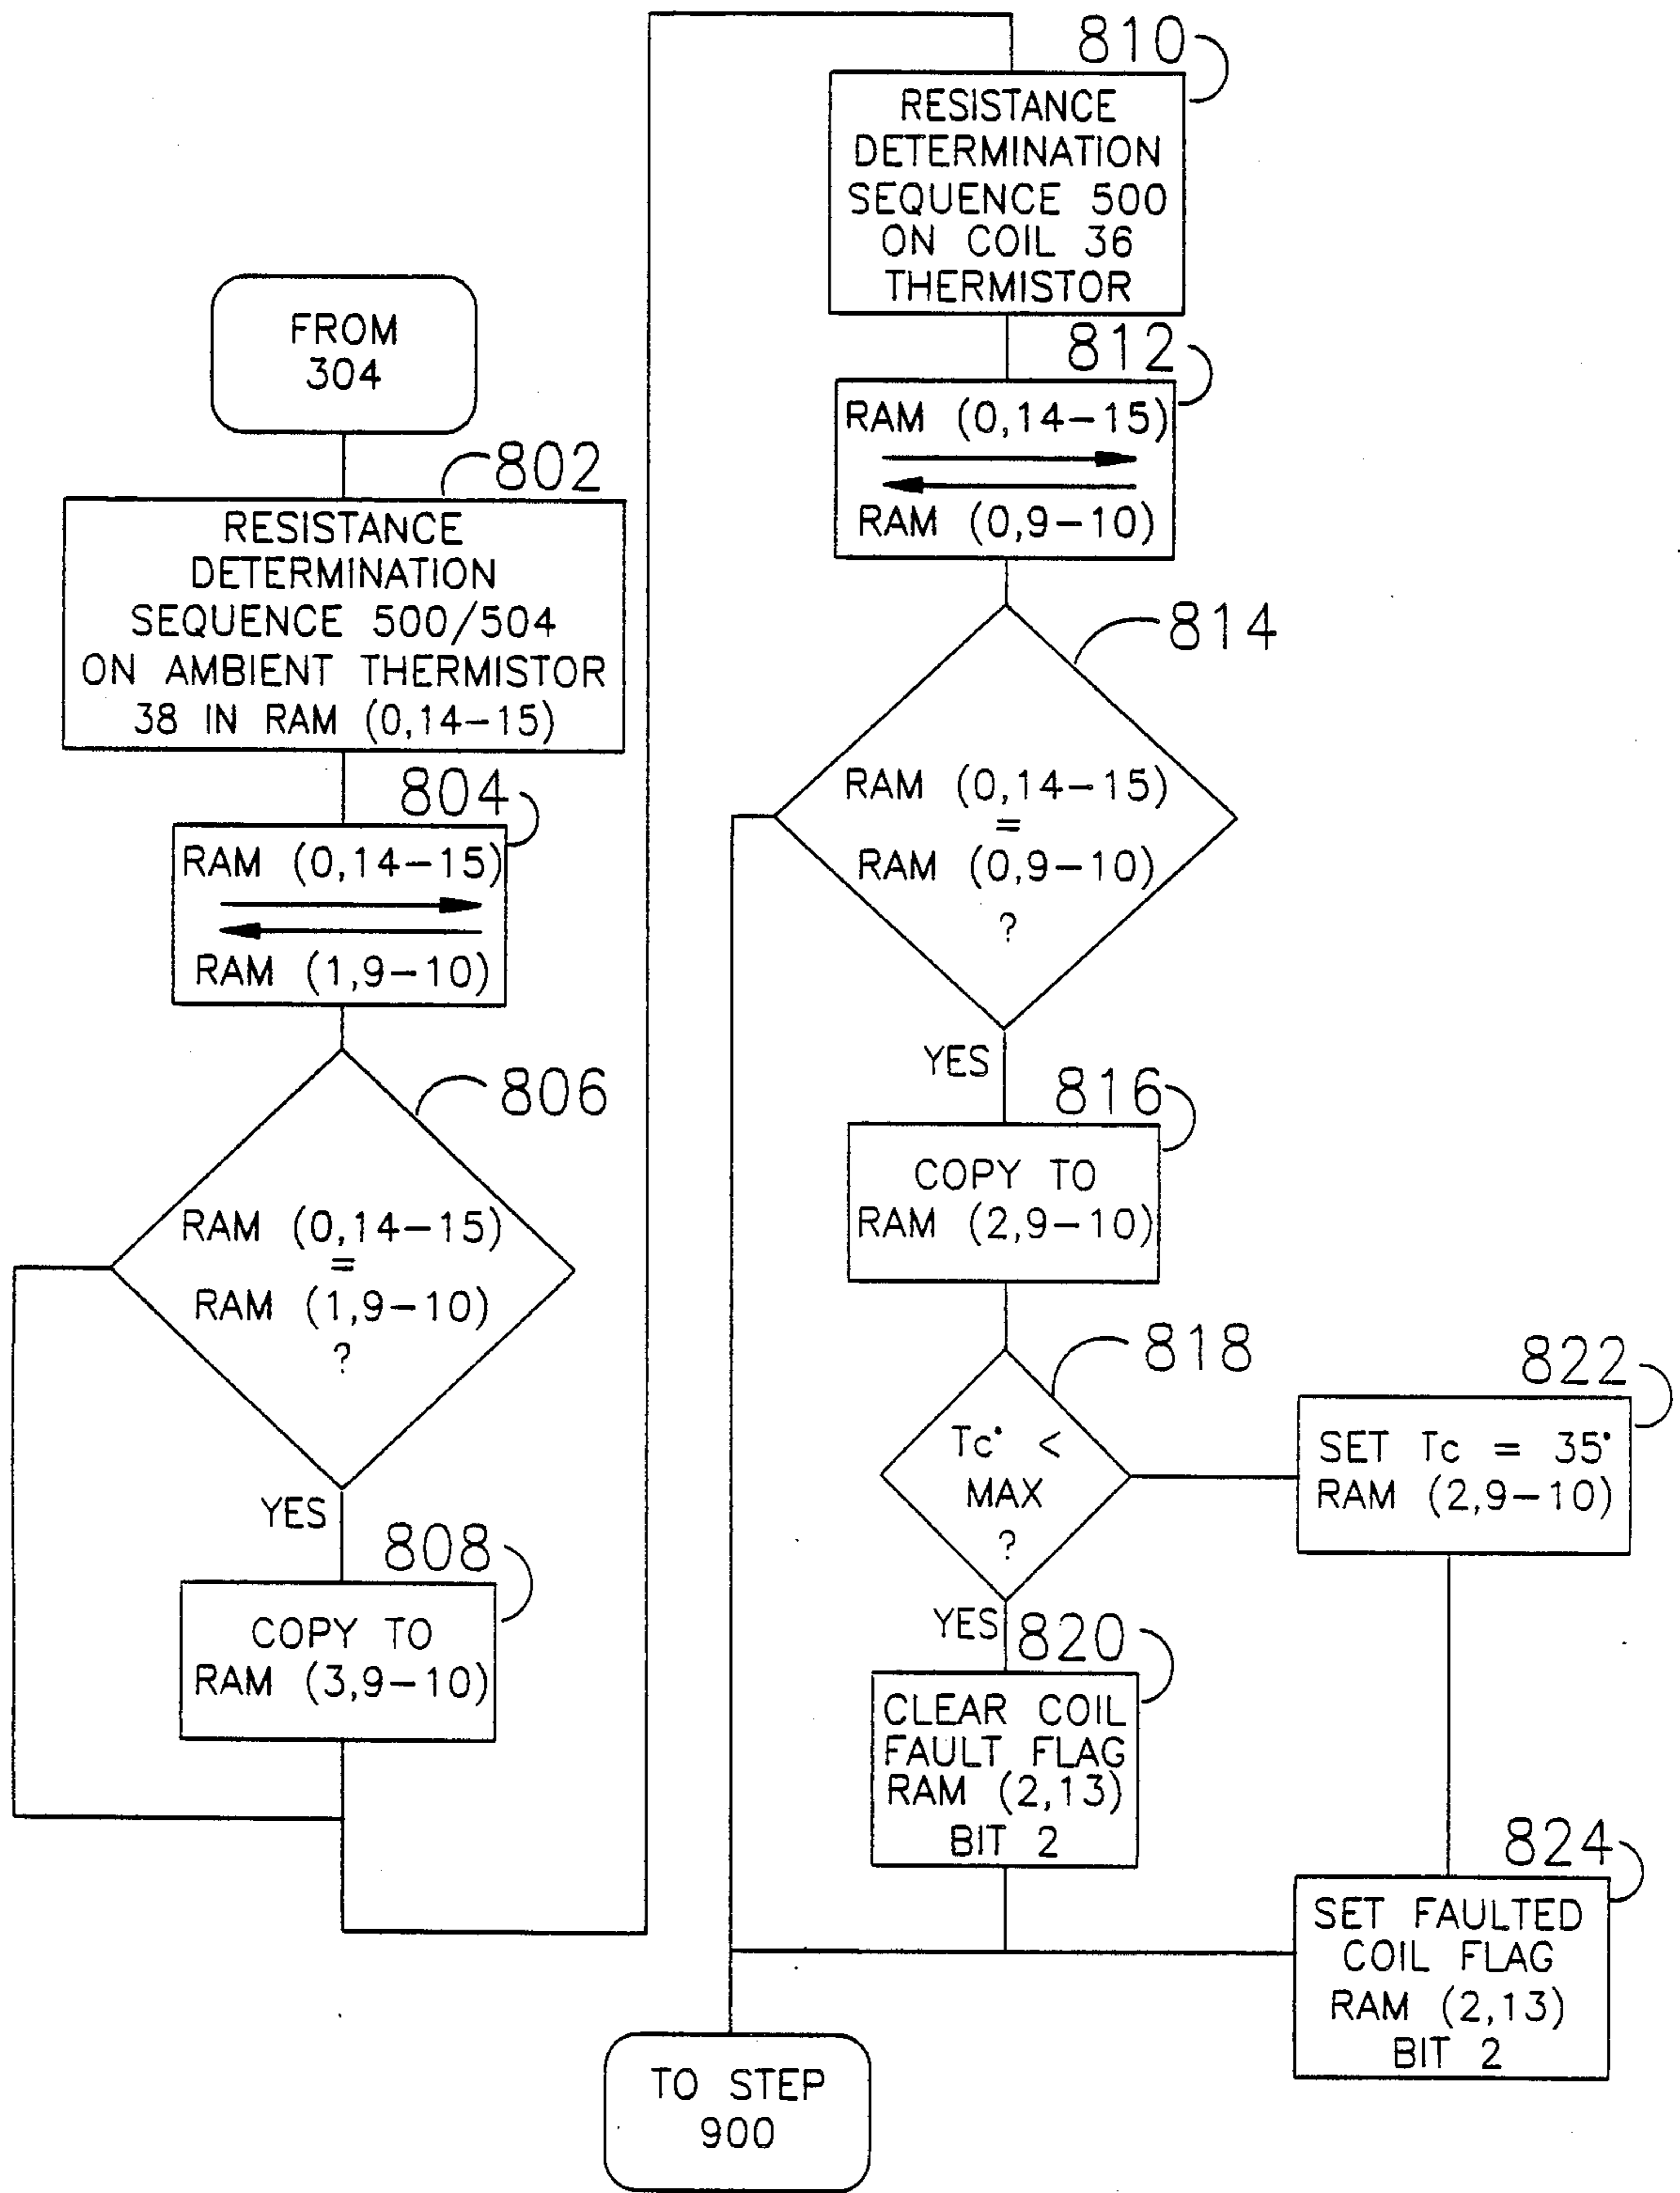 FROM
304
802
RESISTANCE
DETERMINATION
SEQUENCE 500/504
ON AMBIENT THERMISTOR
38 IN RAM (0,14-15)
804
RAM (0,14-15)
RAM (1,9-10)
806
RAM (0,14-15)
=
RAM (1,9-10)
?
YES
808
COPY TO
RAM (3,9-10)
810
RESISTANCE
DETERMINATION
SEQUENCE 500
ON COIL 36
THERMISTOR
812
RAM (0,14-15)
RAM (0,9-10)
814
RAM (0,14-15)
=
RAM (0,9-10)
?
YES
816
COPY TO
RAM (2,9-10)
818
Tc° <
MAX
?
YES
820
CLEAR COIL
FAULT FLAG
RAM (2,13)
BIT 2
822
SET Tc = 35°
RAM (2,9-10)
824
SET FAULTED
COIL FLAG
RAM (2,13)
BIT 2
TO STEP
900